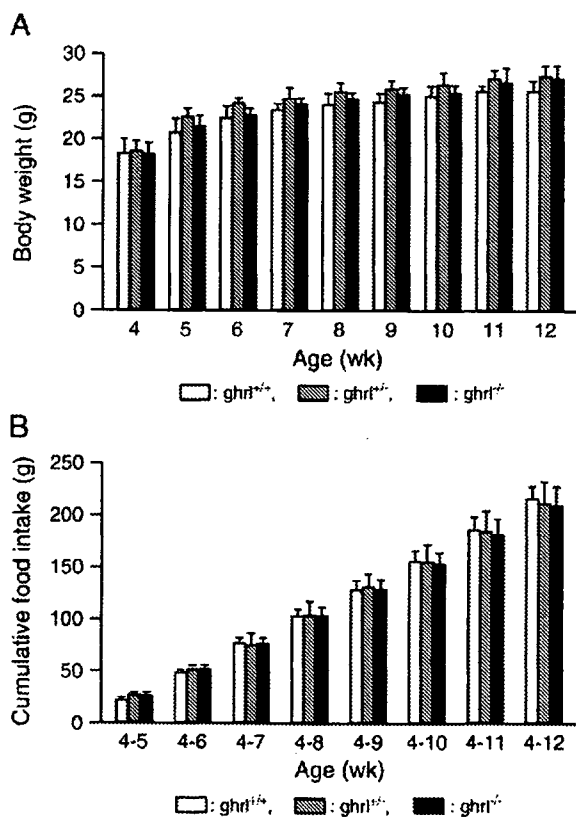 A
Body weight (g)
30
25
20
15
10
5
0
4 5 6 7 8 9 10 11 12
Age (wk)
: ghrl+/+, : ghrl+/-, : ghrl-/-
B
Cumulative food intake (g)
250
200
150
100
50
0
4-5 4-6 4-7 4-8 4-9 4-10 4-11 4-12
Age (wk)
: ghrl+/+, : ghrl+/-, : ghrl-/-